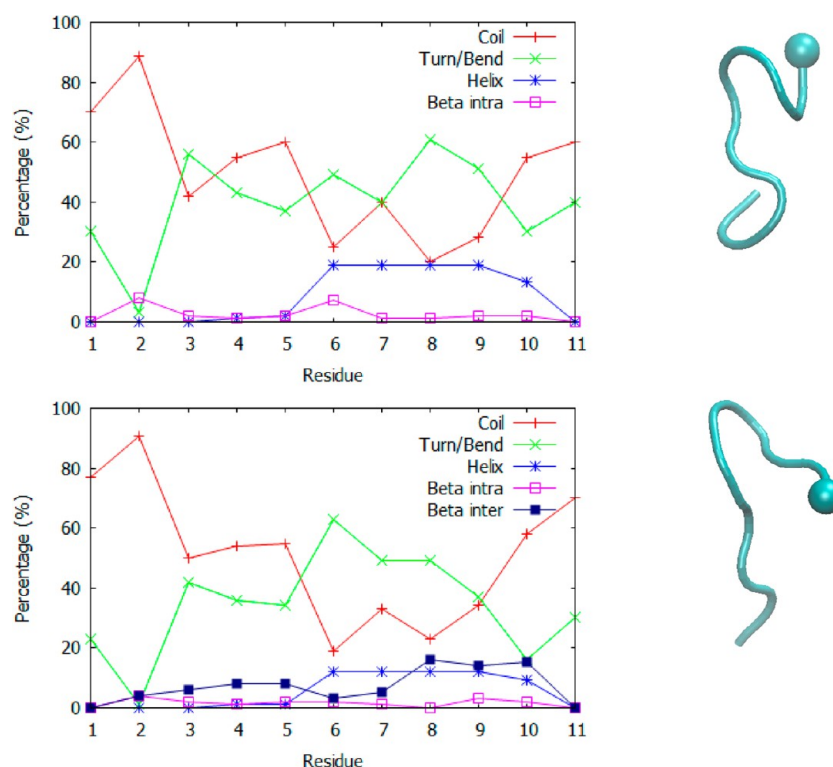 100
80
60
40
20
0
Percentage (%)
Coil
Turn/Bend
Helix
Beta intra
1 2 3 4 5 6 7 8 9 10 11
Residue
100
80
60
40
20
0
Percentage (%)
Coil
Turn/Bend
Helix
Beta intra
Beta inter
1 2 3 4 5 6 7 8 9 10 11
Residue